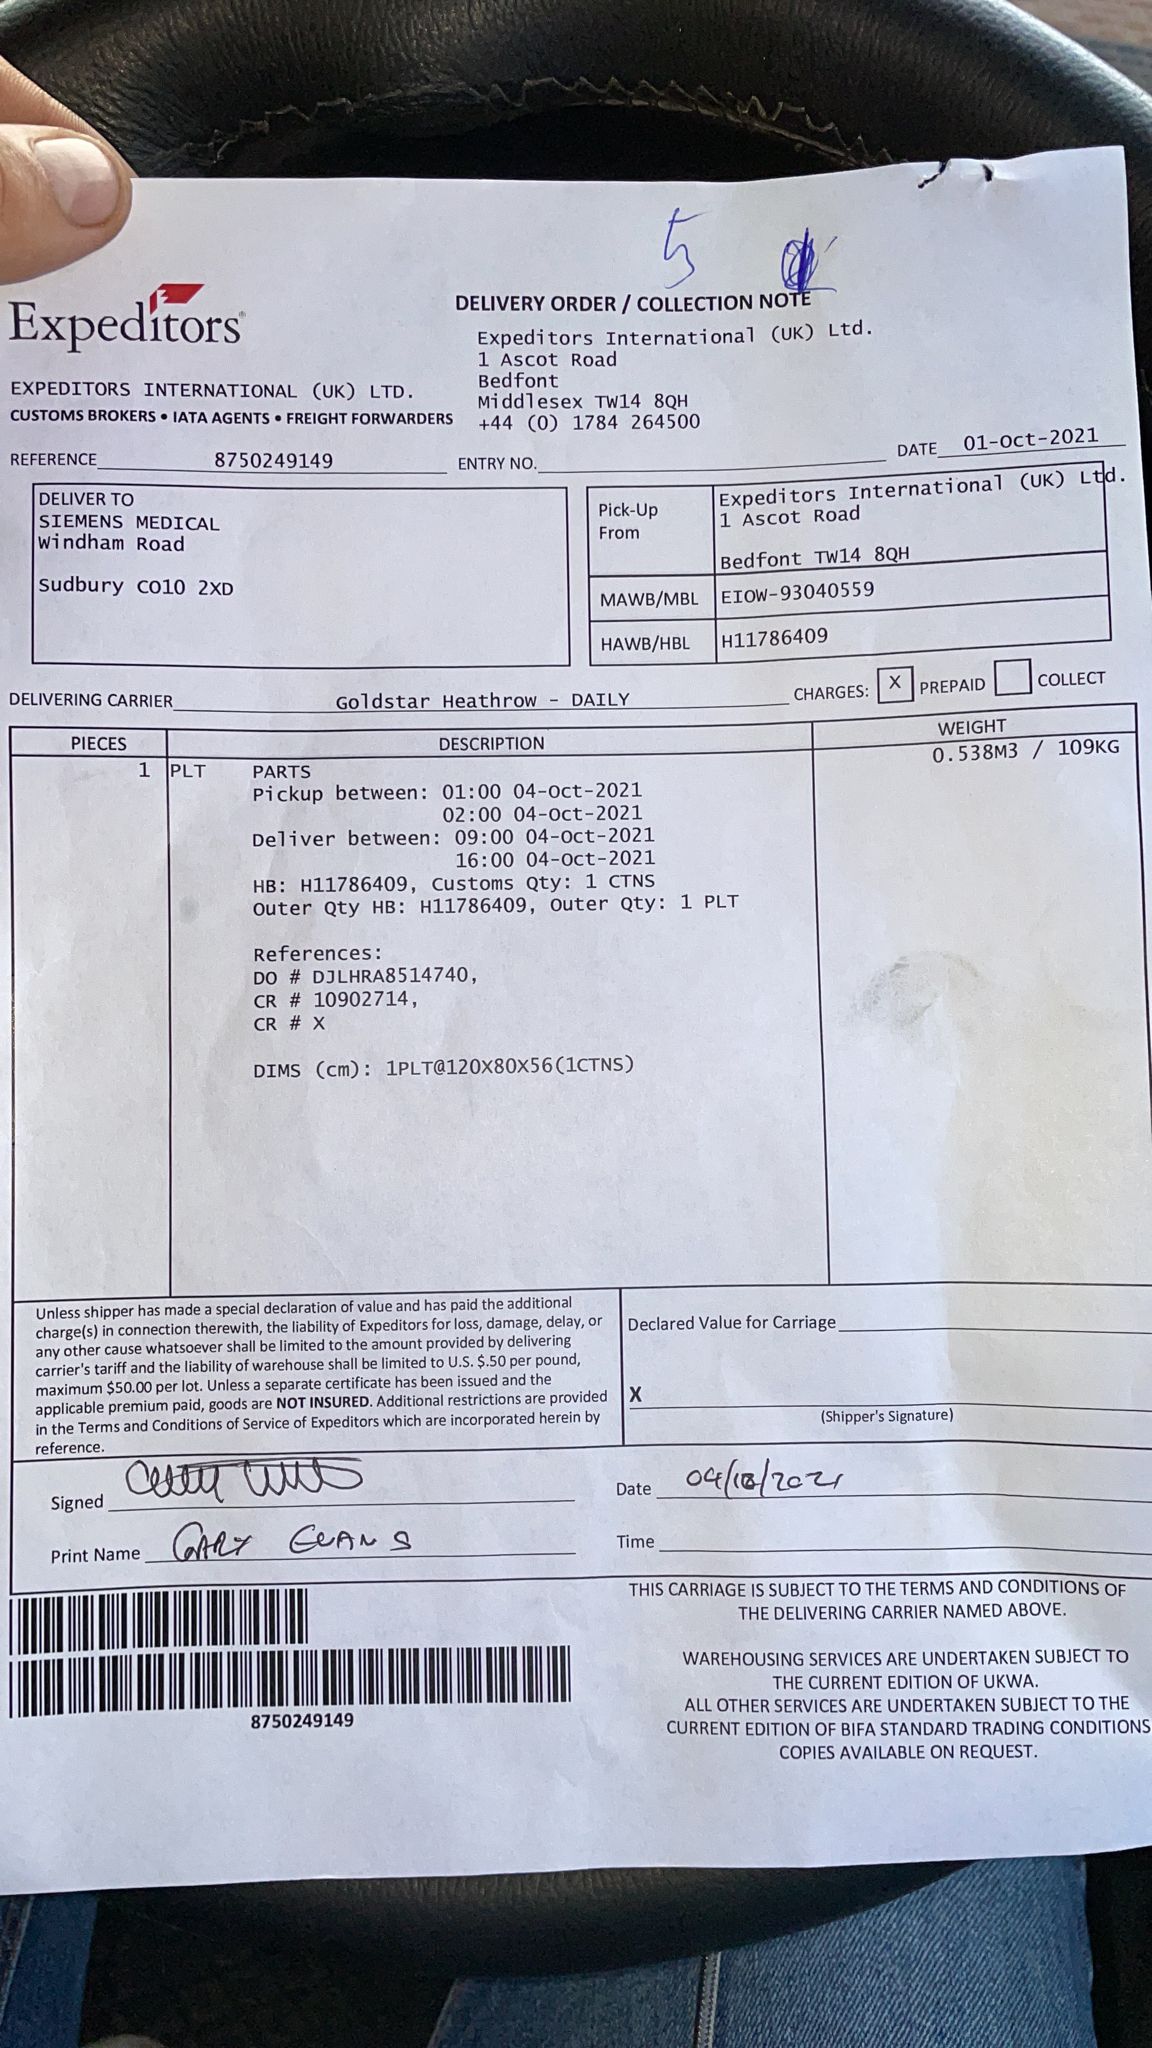 5
Expeditors®
DELIVERY ORDER / COLLECTION NOTE
Expeditors International (UK) Ltd.
1 Ascot Road
Bedfont
Middlesex TW14 8QH
+44 (0) 1784 264500
EXPEDITORS INTERNATIONAL (UK) LTD.
CUSTOMS BROKERS • IATA AGENTS • FREIGHT FORWARDERS
REFERENCE 8750249149 ENTRY NO. DATE 01-Oct-2021
DELIVER TO
SIEMENS MEDICAL
Windham Road
Sudbury CO10 2XD
Pick-Up From
Expeditors International (UK) Ltd.
1 Ascot Road
Bedfont TW14 8QH
MAWB/MBL EIOW-93040559
HAWB/HBL H11786409
DELIVERING CARRIER Goldstar Heathrow - DAILY CHARGES: X PREPAID COLLECT
PIECES DESCRIPTION WEIGHT
1 PLT PARTS 0.538M3 / 109KG
Pickup between: 01:00 04-Oct-2021
02:00 04-Oct-2021
Deliver between: 09:00 04-Oct-2021
16:00 04-Oct-2021
HB: H11786409, Customs Qty: 1 CTNS
Outer Qty HB: H11786409, Outer Qty: 1 PLT
References:
DO # DJLHRA8514740,
CR # 10902714,
CR # X
DIMS (cm): 1PLT@120X80X56(1CTNS)
Unless shipper has made a special declaration of value and has paid the additional
charge(s) in connection therewith, the liability of Expeditors for loss, damage, delay, or
any other cause whatsoever shall be limited to the amount provided by delivering
carrier's tariff and the liability of warehouse shall be limited to U.S. $.50 per pound,
maximum $50.00 per lot. Unless a separate certificate has been issued and the
applicable premium paid, goods are NOT INSURED. Additional restrictions are provided
in the Terms and Conditions of Service of Expeditors which are incorporated herein by
reference.
Declared Value for Carriage
X
(Shipper's Signature)
Signed
Date 04/10/2021
Print Name GARY EVANS
Time
8750249149
THIS CARRIAGE IS SUBJECT TO THE TERMS AND CONDITIONS OF
THE DELIVERING CARRIER NAMED ABOVE.
WAREHOUSING SERVICES ARE UNDERTAKEN SUBJECT TO
THE CURRENT EDITION OF UKWA.
ALL OTHER SERVICES ARE UNDERTAKEN SUBJECT TO THE
CURRENT EDITION OF BIFA STANDARD TRADING CONDITIONS
COPIES AVAILABLE ON REQUEST.